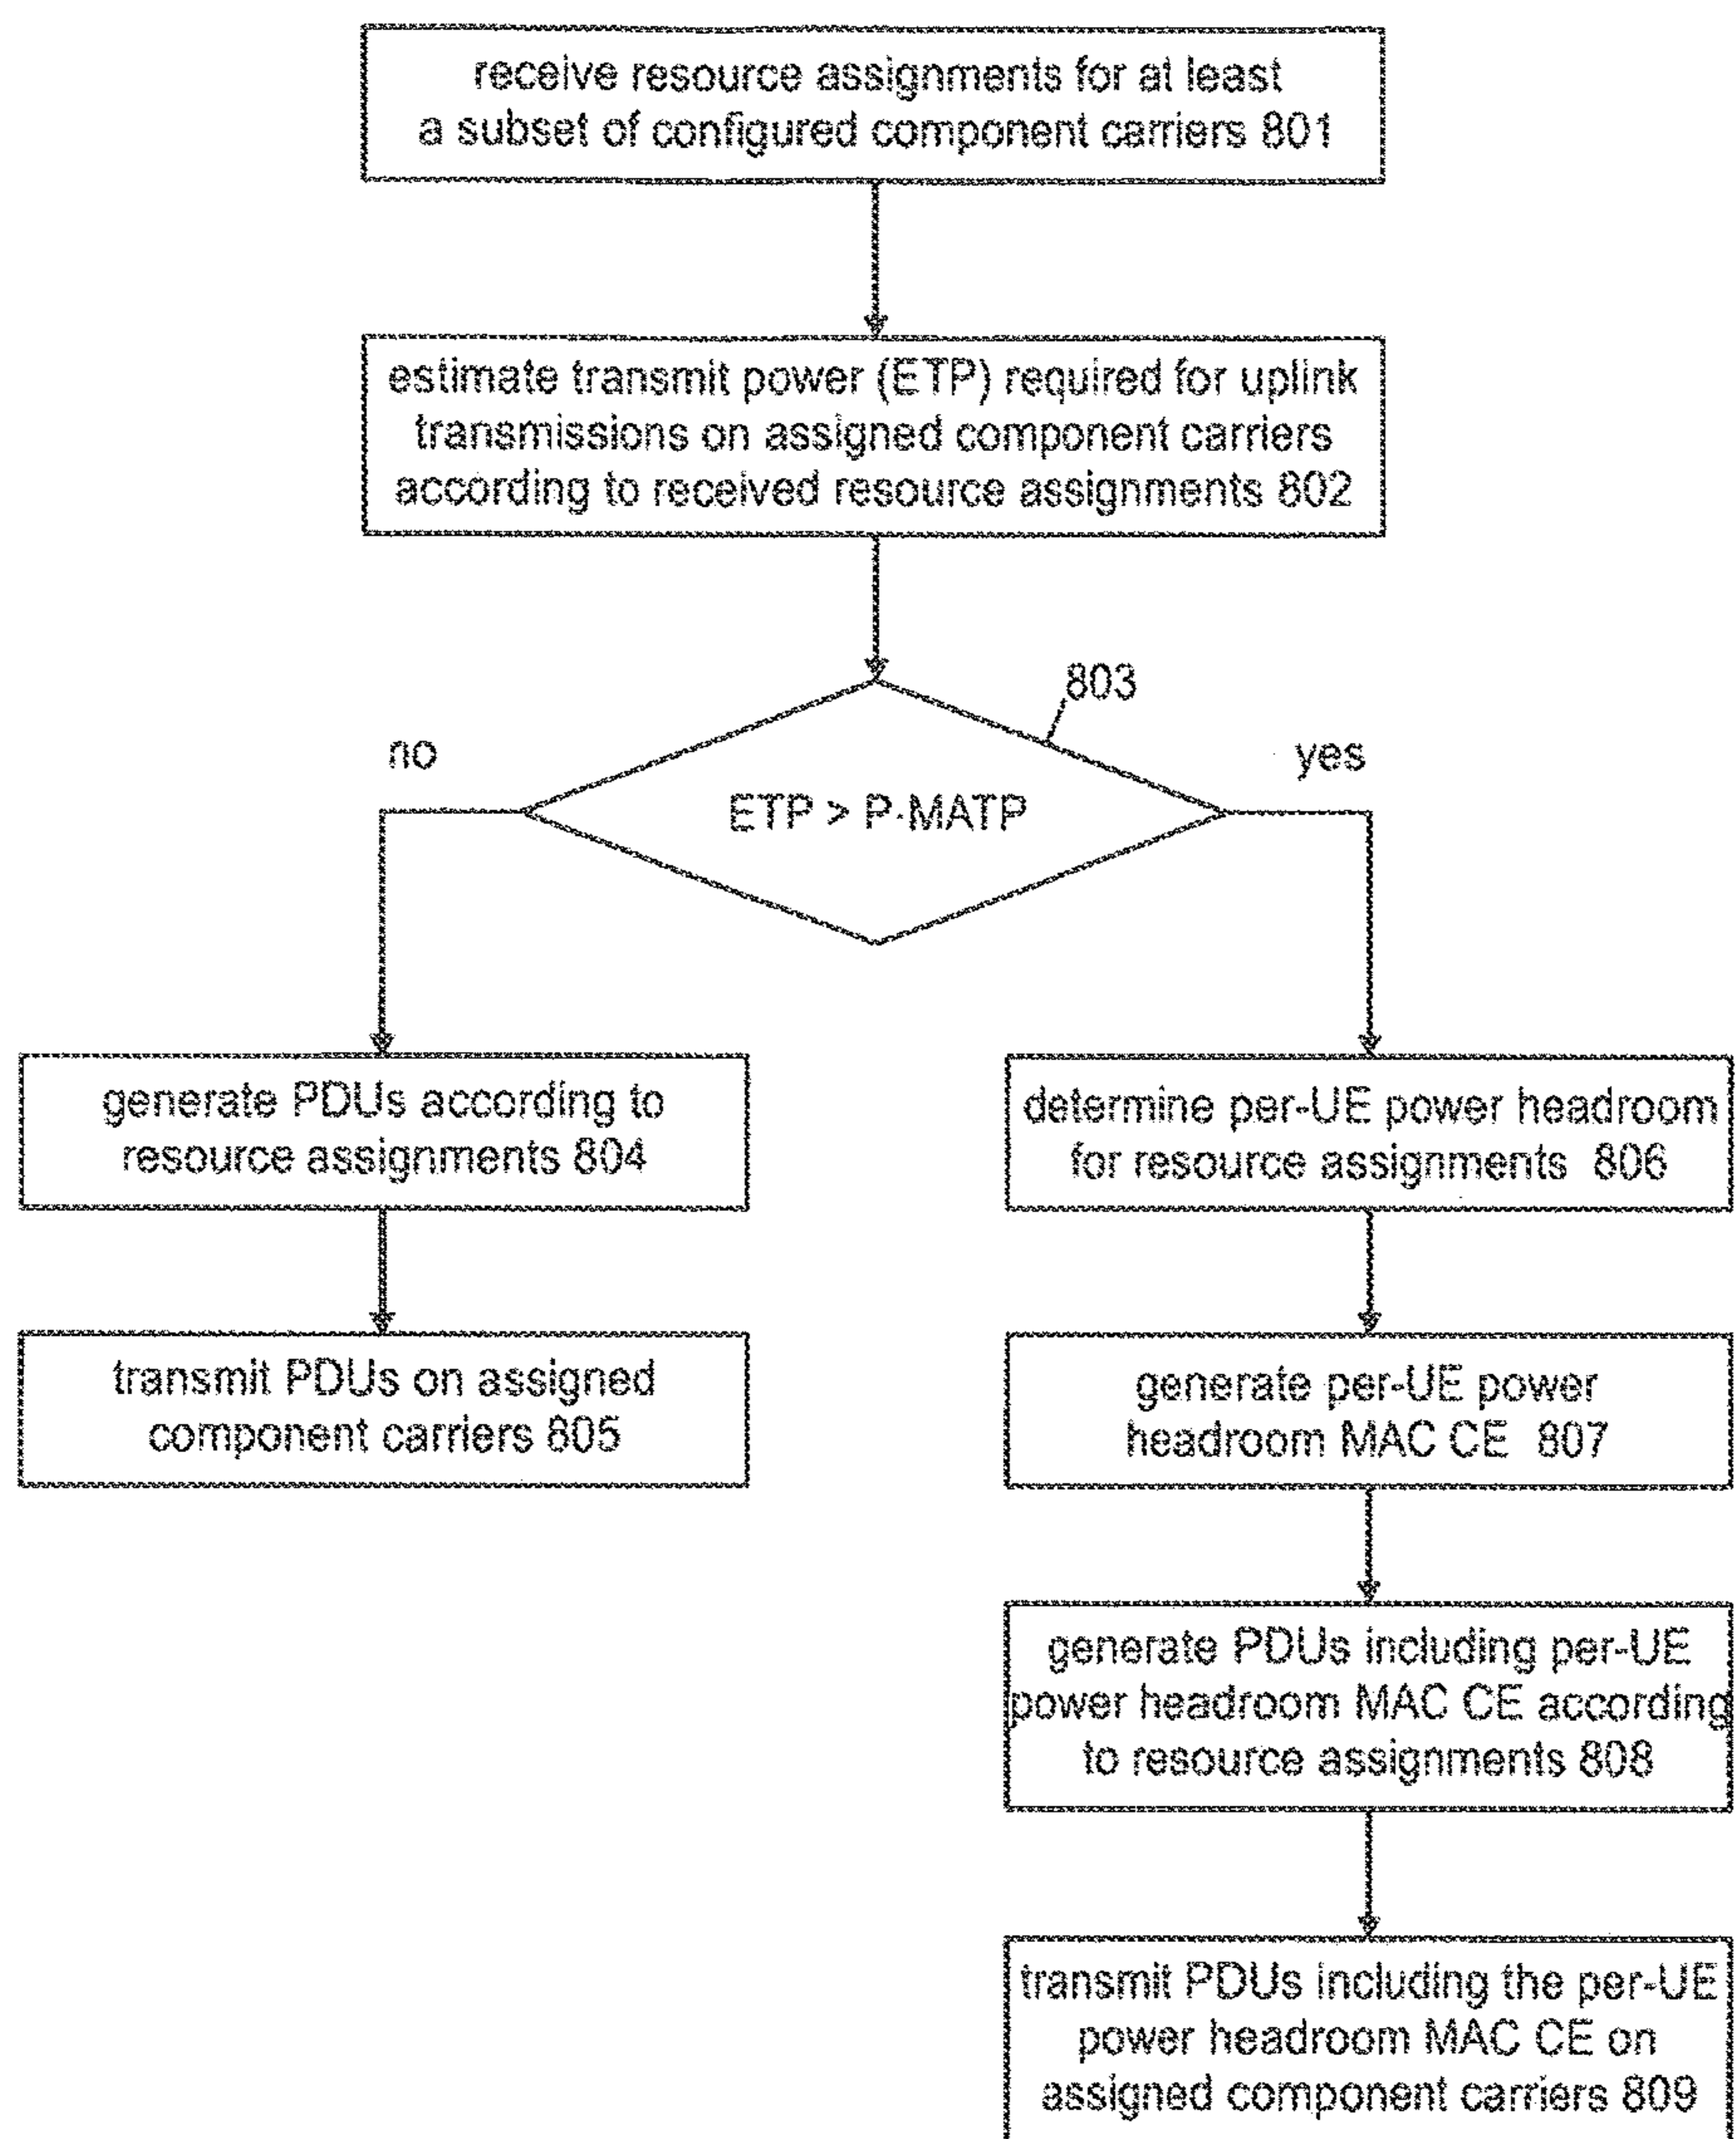 receive resource assignments for at least
a subset of configured component carriers 801
estimate transmit power (ETP) required for uplink
transmissions on assigned component carriers
according to received resource assignments 802
803
no
yes
ETP > P-MATP
generate PDUs according to
resource assignments 804
transmit PDUs on assigned
component carriers 805
determine per-UE power headroom
for resource assignments 806
generate per-UE power
headroom MAC CE 807
generate PDUs including per-UE
power headroom MAC CE according
to resource assignments 808
transmit PDUs including the per-UE
power headroom MAC CE on
assigned component carriers 809